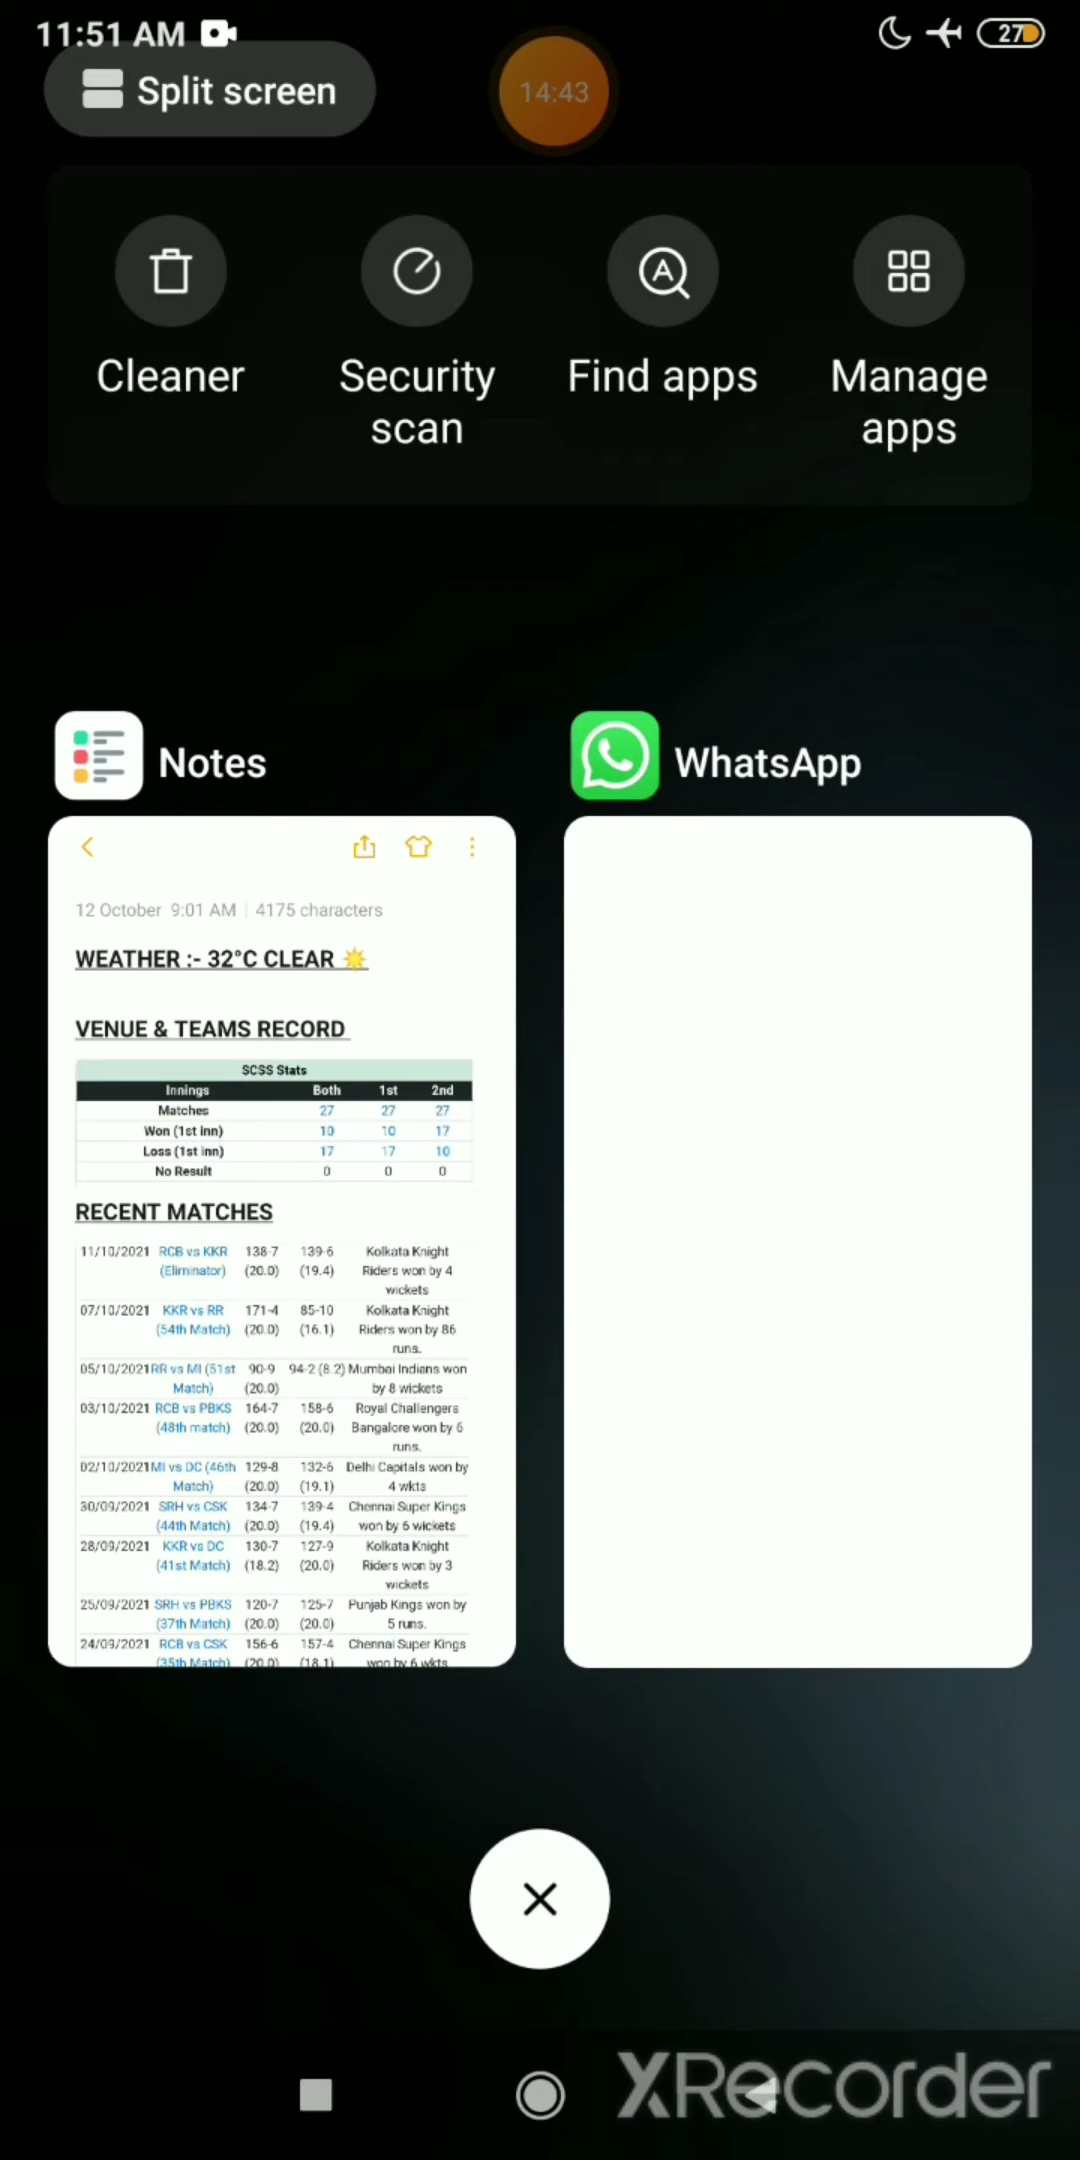 11:51 AM 27
Split screen 14:43
Cleaner Security scan Find apps Manage apps
Notes WhatsApp
12 October 9:01 AM | 4175 characters
WEATHER :- 32°C CLEAR ☀️
VENUE & TEAMS RECORD
SCSS Stats
Innings Both 1st 2nd
Matches 27 27 27
Won (1st inn) 10 10 17
Loss (1st inn) 17 17 10
No Result 0 0 0
RECENT MATCHES
11/10/2021 RCB vs KKR 138-7 139-6 Kolkata Knight
(Eliminator) (20.0) (19.4) Riders won by 4
wickets
07/10/2021 KKR vs RR 171-4 85-10 Kolkata Knight
(54th Match) (20.0) (16.1) Riders won by 86
runs.
05/10/2021 RR vs MI (51st 90-9 94-2 (8.2) Mumbai Indians won
Match) (20.0) by 8 wickets
03/10/2021 RCB vs PBKS 164-7 158-6 Royal Challengers
(48th match) (20.0) (20.0) Bangalore won by 6
runs.
02/10/2021 MI vs DC (46th 129-8 132-6 Delhi Capitals won by
Match) (20.0) (19.1) 4 wkts
30/09/2021 SRH vs CSK 134-7 139-4 Chennai Super Kings
(44th Match) (20.0) (19.4) won by 6 wickets
28/09/2021 KKR vs DC 130-7 127-9 Kolkata Knight
(41st Match) (18.2) (20.0) Riders won by 3
wickets
25/09/2021 SRH vs PBKS 120-7 125-7 Punjab Kings won by
(37th Match) (20.0) (20.0) 5 runs.
24/09/2021 RCB vs CSK 156-6 157-4 Chennai Super Kings
(35th Match) (20.0) (18.1) won by 6 wkts
XRecorder